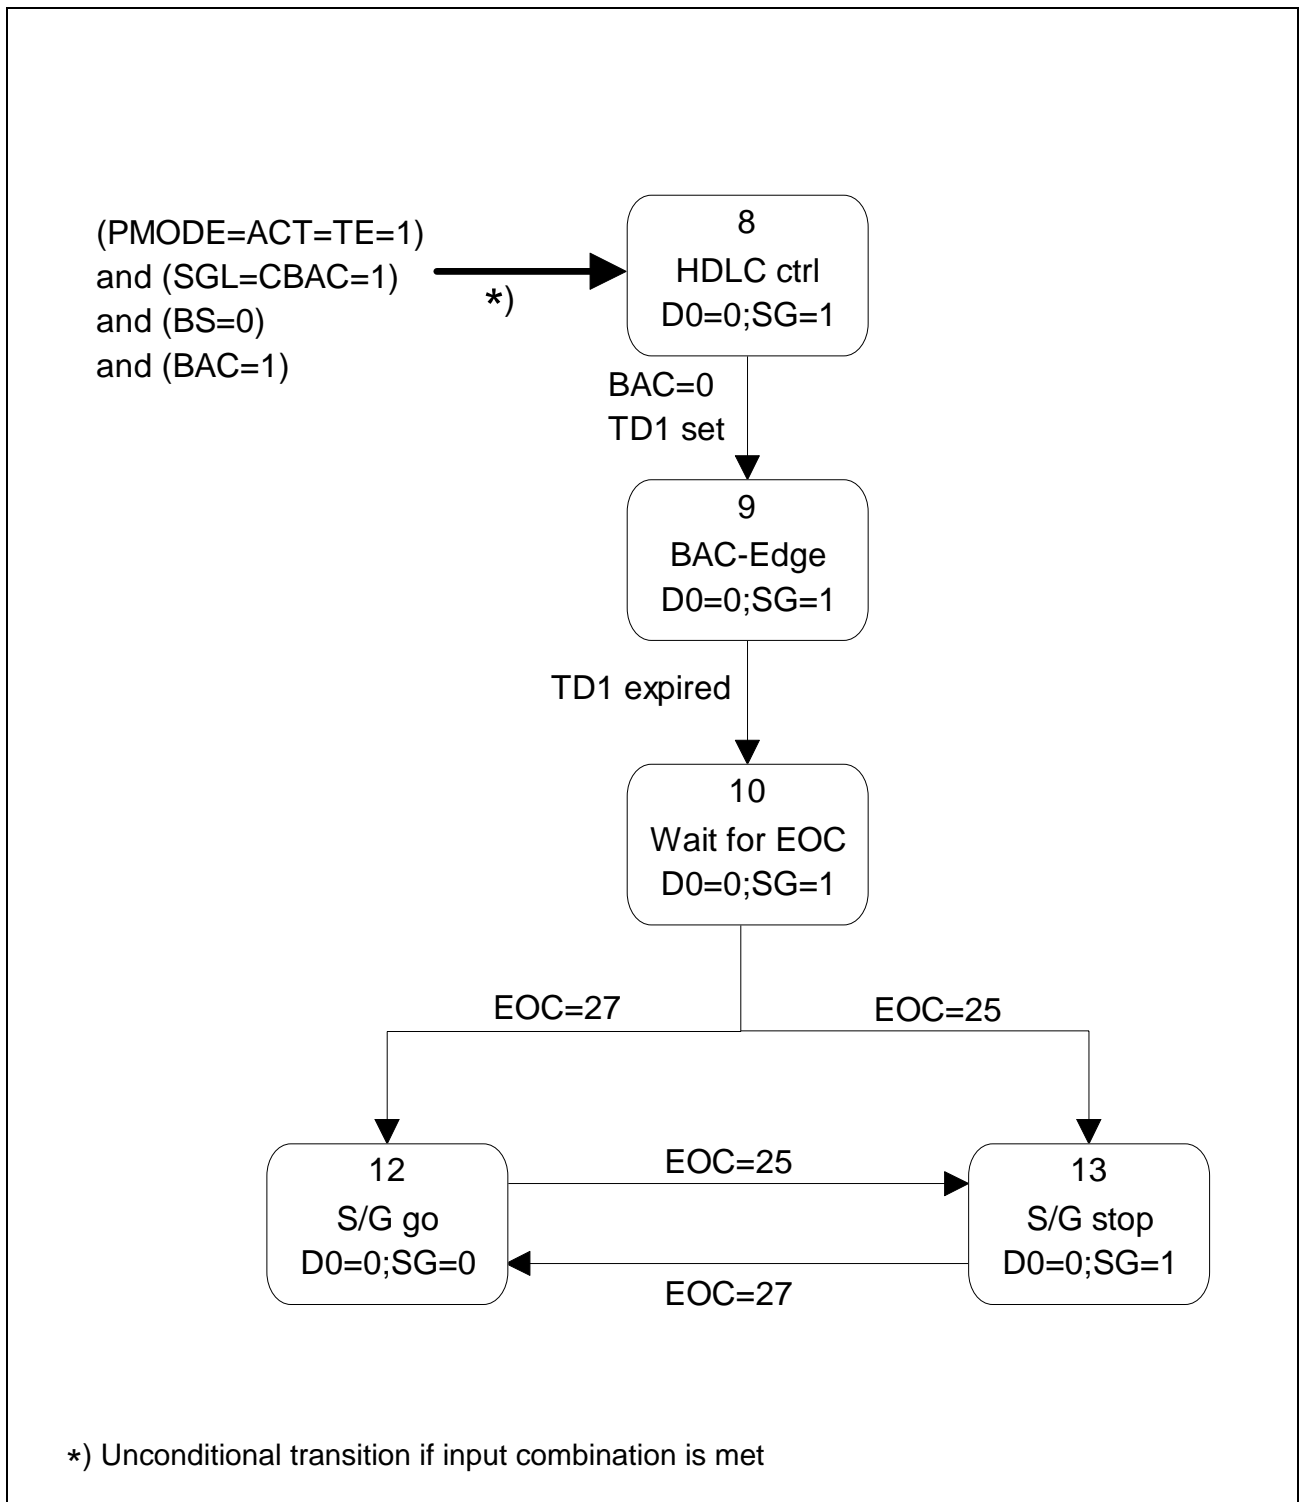 (PMODE=ACT=TE=1)
and (SGL=CBAC=1)
and (BS=0)
and (BAC=1)
*)
8
HDLC ctrl
D0=0;SG=1
BAC=0
TD1 set
9
BAC-Edge
D0=0;SG=1
TD1 expired
10
Wait for EOC
D0=0;SG=1
EOC=27
EOC=25
12
S/G go
D0=0;SG=0
EOC=25
EOC=27
13
S/G stop
D0=0;SG=1
*) Unconditional transition if input combination is met